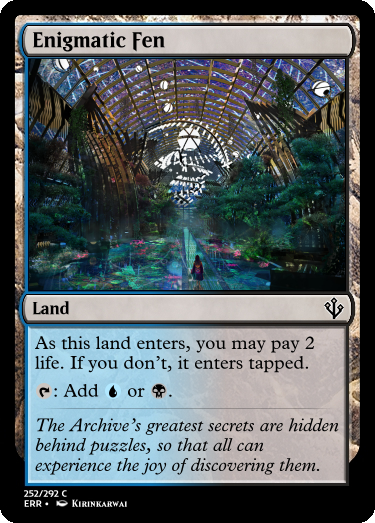 Enigmatic Fen
Land
As this land enters, you may pay 2
life. If you don't, it enters tapped.
: Add or .
The Archive's greatest secrets are hidden
behind puzzles, so that all can
experience the joy of discovering them.
252/292 C
ERR • Kirinkarwai